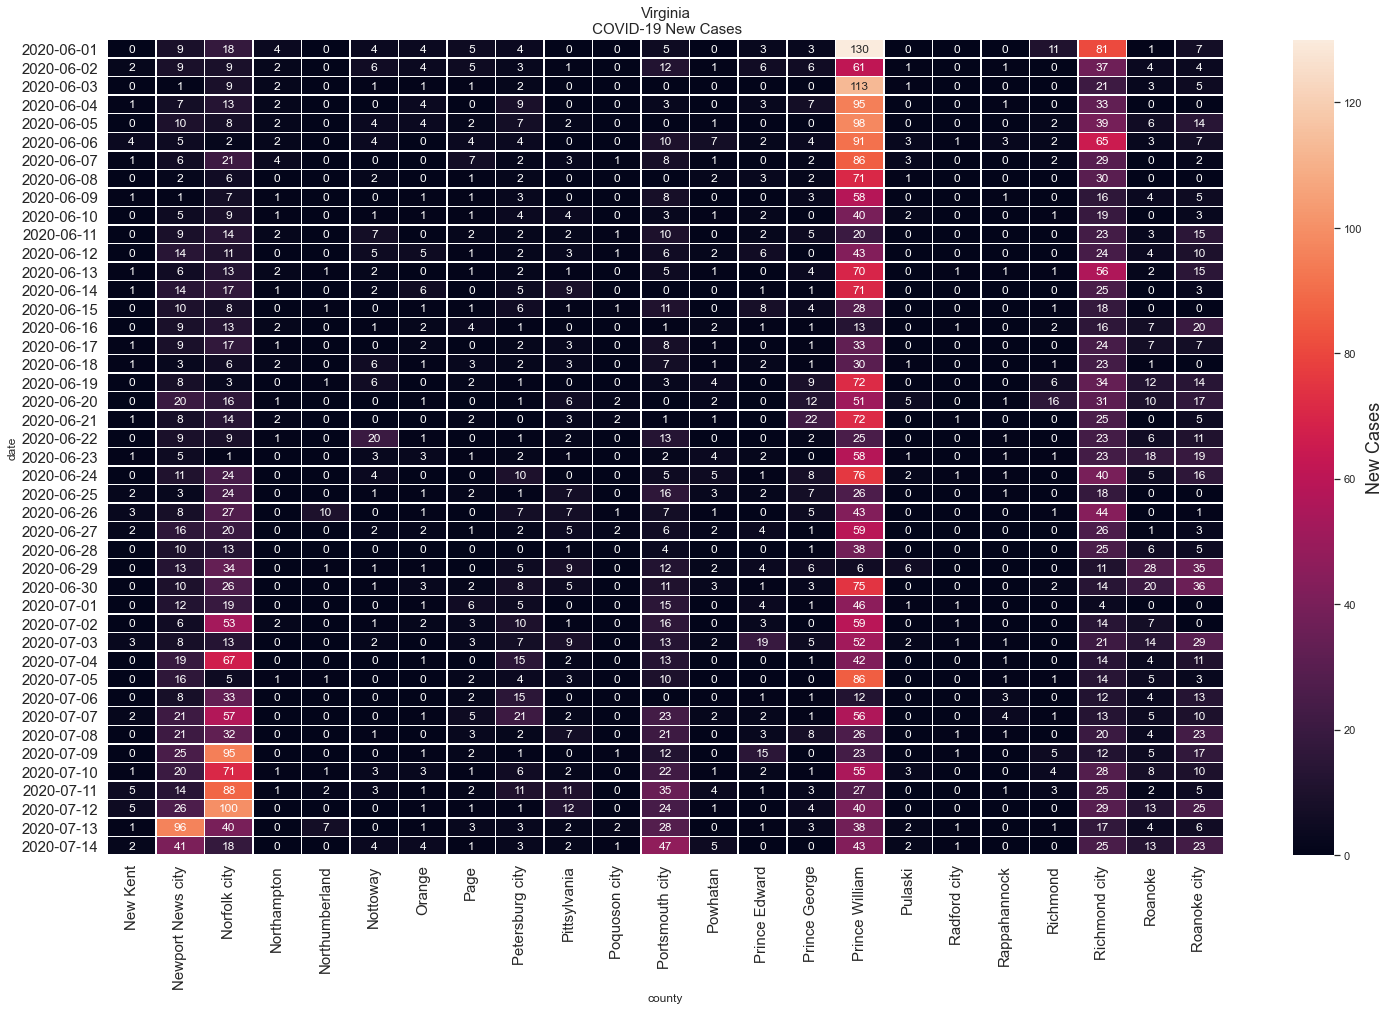 Virginia
COVID-19 New Cases
2020-06-01 0 9 18 4 0 4 4 5 4 0 0 5 0 3 3 130 0 0 0 11 81 1 7
2020-06-02 2 9 9 2 0 6 4 5 3 1 0 12 1 6 6 61 1 0 1 0 37 4 4
2020-06-03 0 1 9 2 0 1 1 1 2 0 0 0 0 0 0 113 1 0 0 0 21 3 5
2020-06-04 1 7 13 2 0 0 4 0 9 0 0 3 0 3 7 95 0 0 1 0 33 0 0
2020-06-05 0 10 8 2 0 4 4 2 7 2 0 0 1 0 0 98 0 0 0 2 39 6 14
2020-06-06 4 5 2 2 0 4 0 4 4 0 0 10 7 2 4 91 3 1 3 2 65 3 7
2020-06-07 1 6 21 4 0 0 0 7 2 3 1 8 1 0 2 86 3 0 0 2 29 0 2
2020-06-08 0 2 6 0 0 2 0 1 2 0 0 0 2 3 2 71 1 0 0 0 30 0 0
2020-06-09 1 1 7 1 0 0 1 1 3 0 0 8 0 0 3 58 0 0 1 0 16 4 5
2020-06-10 0 5 9 1 0 1 1 1 4 4 0 3 1 2 0 40 2 0 0 1 19 0 3
2020-06-11 0 9 14 2 0 7 0 2 2 2 1 10 0 2 5 20 0 0 0 0 23 3 15
2020-06-12 0 14 11 0 0 5 5 1 2 3 1 6 2 6 0 43 0 0 0 0 24 4 10
2020-06-13 1 6 13 2 1 2 0 1 2 1 0 5 1 0 4 70 0 1 1 1 56 2 15
2020-06-14 1 14 17 1 0 2 6 0 5 9 0 0 0 1 1 71 0 0 0 0 25 0 3
2020-06-15 0 10 8 0 1 0 1 1 6 1 1 11 0 8 4 28 0 0 0 1 18 0 0
2020-06-16 0 9 13 2 0 1 2 4 1 0 0 1 2 1 1 13 0 1 0 2 16 7 20
2020-06-17 1 9 17 1 0 0 2 0 2 3 0 8 1 0 1 33 0 0 0 0 24 7 7
2020-06-18 1 3 6 2 0 6 1 3 2 3 0 7 1 2 1 30 1 0 0 1 23 1 0
2020-06-19 0 8 3 0 1 6 0 2 1 0 0 3 4 0 9 72 0 0 0 6 34 12 14
2020-06-20 0 20 16 1 0 0 1 0 1 6 2 0 2 0 12 51 5 0 1 16 31 10 17
2020-06-21 1 8 14 2 0 0 0 2 0 3 2 1 1 0 22 72 0 1 0 0 25 0 5
2020-06-22 0 9 9 1 0 20 1 0 1 2 0 13 0 0 2 25 0 0 1 0 23 6 11
2020-06-23 1 5 1 0 0 3 3 1 2 1 0 2 4 2 0 58 1 0 1 1 23 18 19
2020-06-24 0 11 24 0 0 4 0 0 10 0 0 5 5 1 8 76 2 1 1 0 40 5 16
2020-06-25 2 3 24 0 0 1 1 2 1 7 0 16 3 2 7 26 0 0 1 0 18 0 0
2020-06-26 3 8 27 0 10 0 1 0 7 7 1 7 1 0 5 43 0 0 0 1 44 0 1
2020-06-27 2 16 20 0 0 2 2 1 2 5 2 6 2 4 1 59 0 0 0 0 26 1 3
2020-06-28 0 10 13 0 0 0 0 0 0 1 0 4 0 0 1 38 0 0 0 0 25 6 5
2020-06-29 0 13 34 0 1 1 1 0 5 9 0 12 2 4 6 6 6 0 0 0 11 28 35
2020-06-30 0 10 26 0 0 1 3 2 8 5 0 11 3 1 3 75 0 0 0 2 14 20 36
2020-07-01 0 12 19 0 0 0 1 6 5 0 0 15 0 4 1 46 1 1 0 0 4 0 0
2020-07-02 0 6 53 2 0 1 2 3 10 1 0 16 0 3 0 59 0 0 0 0 14 7 0
2020-07-03 3 8 13 0 0 2 0 3 7 9 0 13 2 19 5 52 2 1 1 0 21 14 29
2020-07-04 0 19 67 0 0 0 1 0 15 2 0 13 0 0 1 42 0 0 1 0 14 4 11
2020-07-05 0 16 5 1 1 0 0 2 4 3 0 10 0 0 0 86 0 0 1 1 14 5 3
2020-07-06 0 8 33 0 0 0 0 2 15 0 0 0 0 1 1 12 0 0 3 0 12 4 13
2020-07-07 2 21 57 0 0 0 1 5 21 2 0 23 2 2 1 56 0 0 4 1 13 5 10
2020-07-08 0 21 32 0 0 1 0 3 2 7 0 21 0 3 8 26 0 1 1 0 20 4 23
2020-07-09 0 25 95 0 0 0 1 2 1 0 1 12 0 15 0 23 0 1 0 5 12 5 17
2020-07-10 1 20 71 1 1 3 3 1 6 2 0 22 1 2 1 55 3 0 0 4 28 8 10
2020-07-11 5 14 88 1 2 3 1 2 11 11 0 35 4 1 3 27 0 0 1 3 25 2 5
2020-07-12 5 26 100 0 0 0 1 1 1 12 0 24 1 0 4 40 0 0 0 0 29 13 25
2020-07-13 1 96 40 0 7 0 1 3 3 2 2 28 0 1 3 38 2 1 0 1 17 4 6
2020-07-14 2 41 18 0 0 4 4 1 3 2 1 47 5 0 0 43 2 1 0 0 25 13 23
date
New Kent
Newport News city
Norfolk city
Northampton
Northumberland
Nottoway
Orange
Page
Petersburg city
Pittsylvania
Poquoson city
Portsmouth city
Powhatan
Prince Edward
Prince George
Prince William
Pulaski
Radford city
Rappahannock
Richmond
Richmond city
Roanoke
Roanoke city
county
120
100
80
60
40
20
0
New Cases